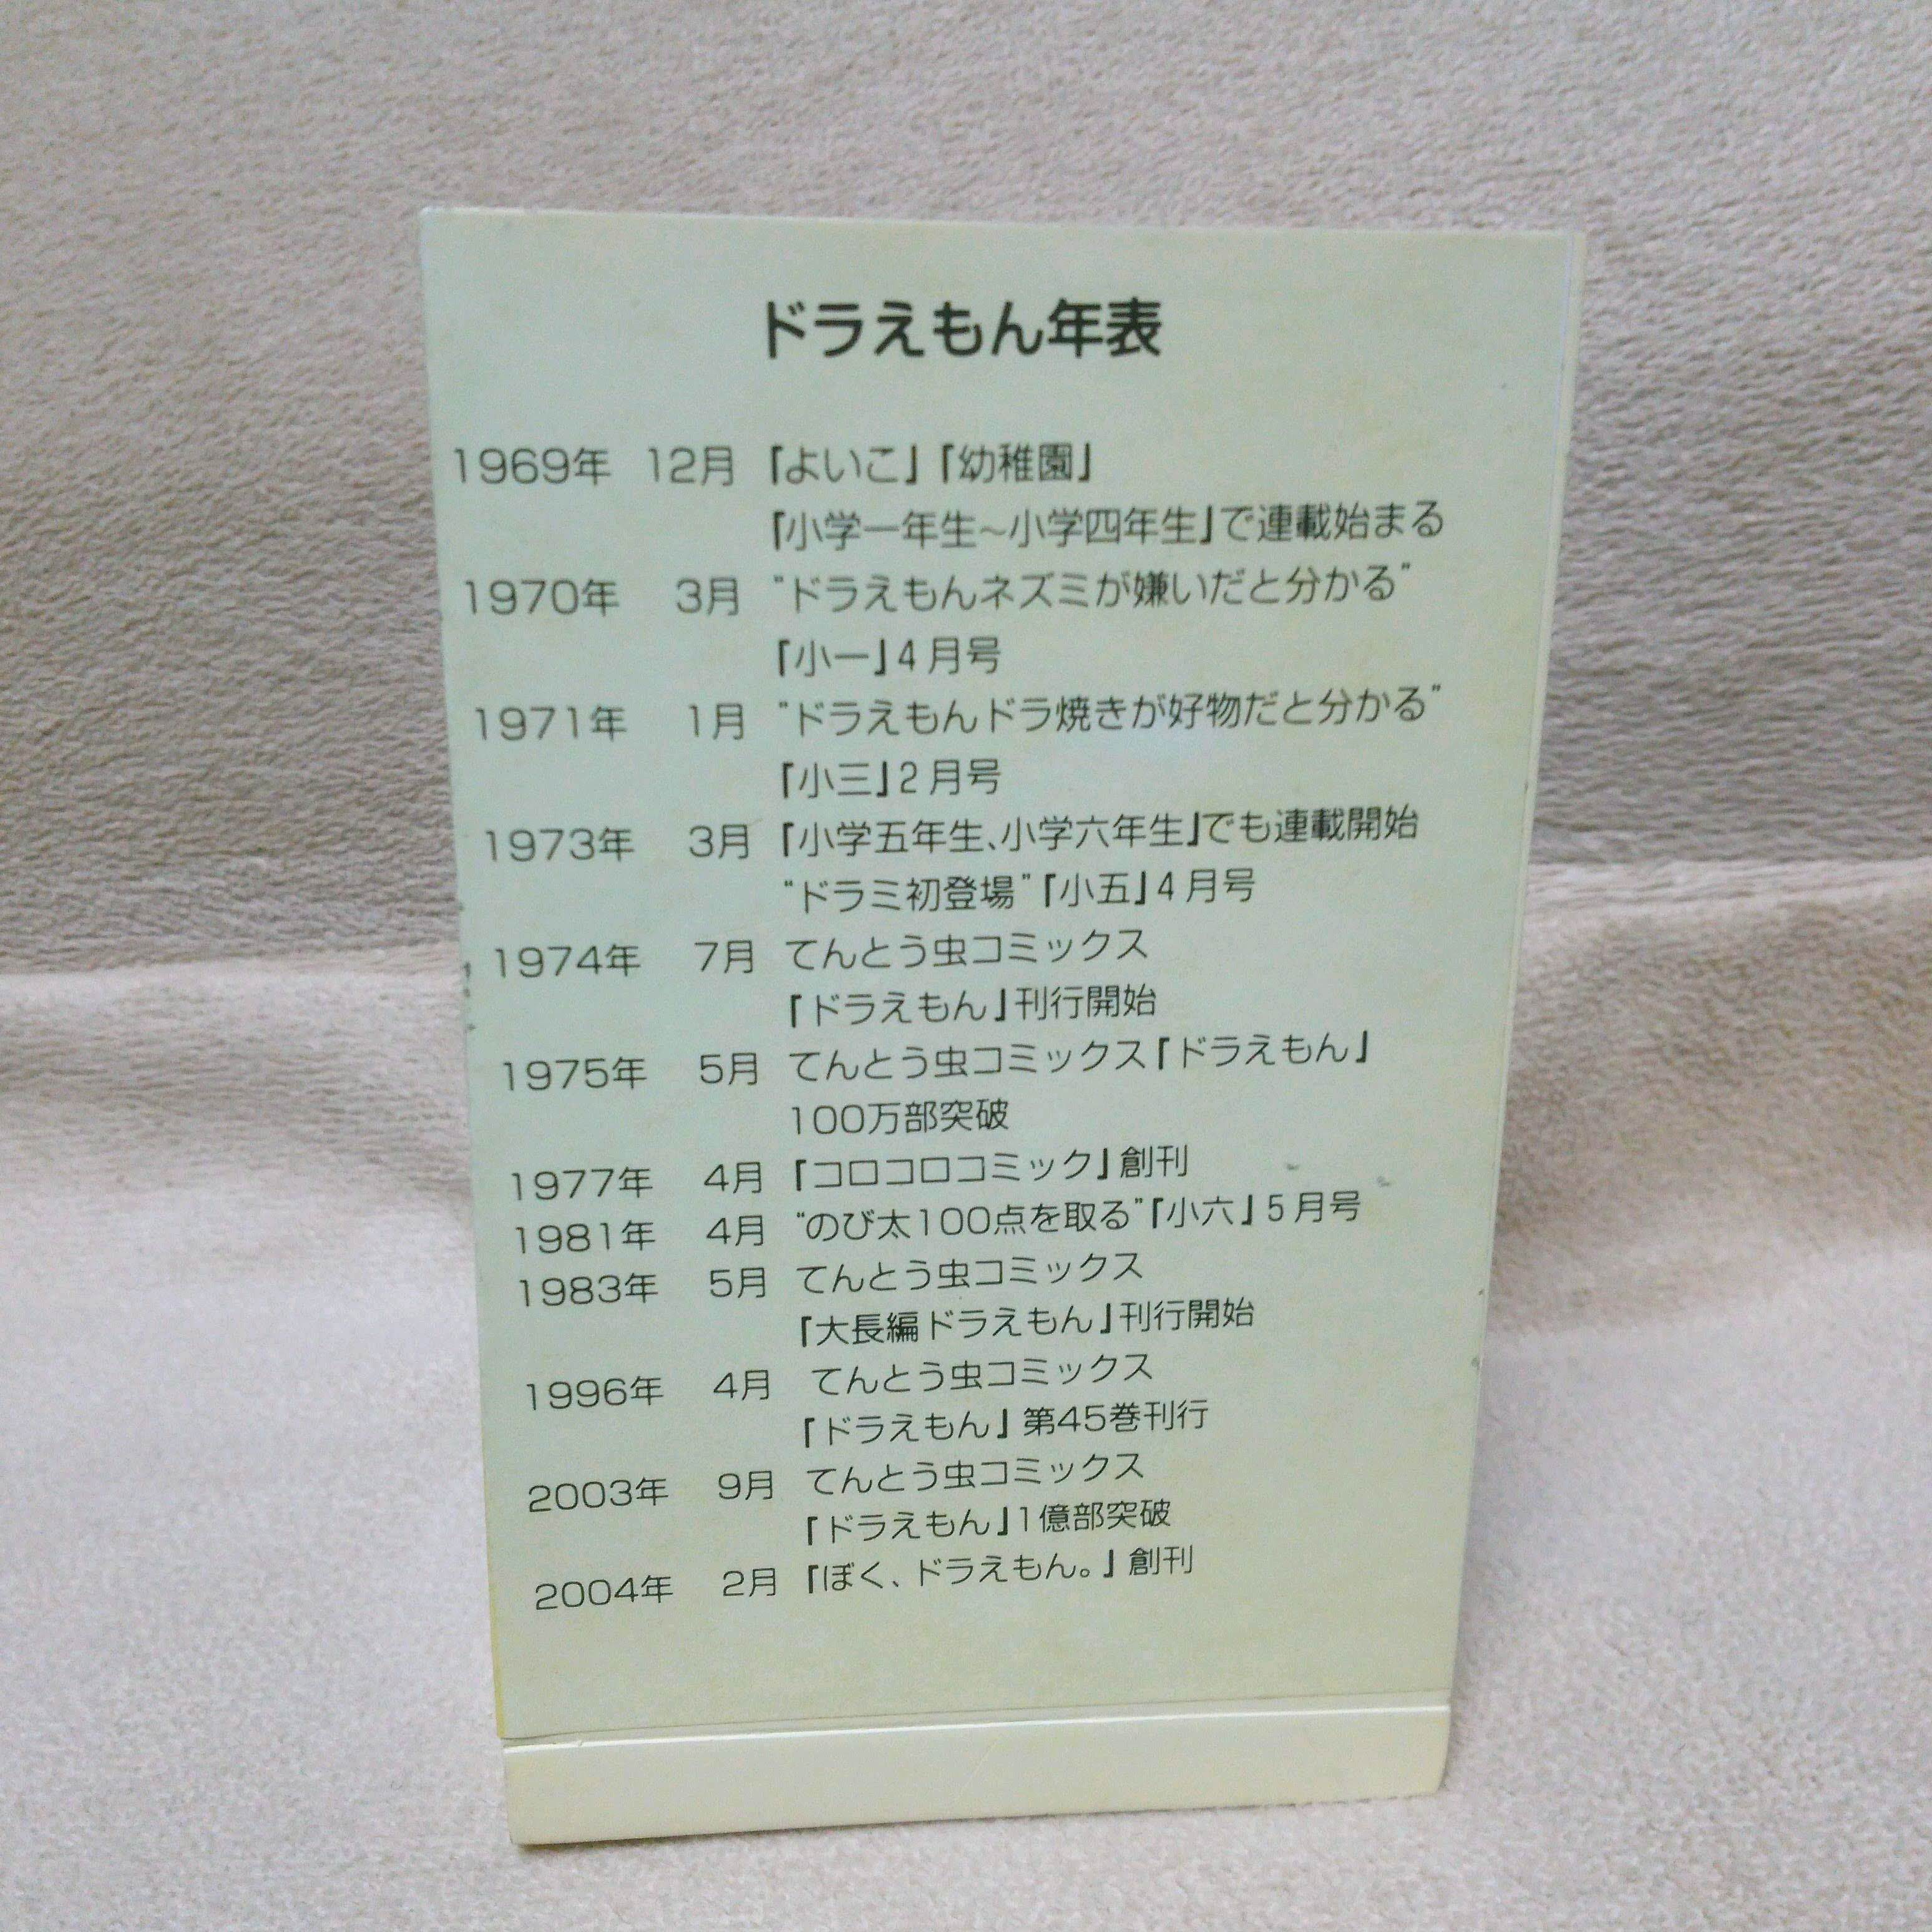 ドラえもん年表
1969年 12月 『よいこ』『幼稚園』
『小学一年生~小学四年生』で連載始まる
1970年 3月 "ドラえもんネズミが嫌いだと分かる"
『小一』4月号
1971年 1月 "ドラえもんドラ焼きが好物だと分かる"
『小三』2月号
1973年 3月 『小学五年生、小学六年生』でも連載開始
"ドラミ初登場"『小五』4月号
1974年 7月 てんとう虫コミックス
『ドラえもん』刊行開始
1975年 5月 てんとう虫コミックス『ドラえもん』
100万部突破
1977年 4月 『コロコロコミック』創刊
1981年 4月 "のび太100点を取る"『小六』5月号
1983年 5月 てんとう虫コミックス
『大長編ドラえもん』刊行開始
1996年 4月 てんとう虫コミックス
『ドラえもん』第45巻刊行
2003年 9月 てんとう虫コミックス
『ドラえもん』1億部突破
2004年 2月 『ぼく、ドラえもん。』創刊